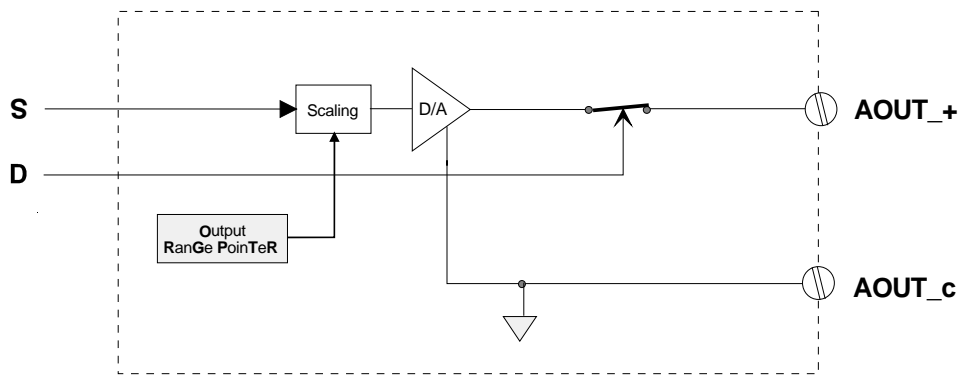 S
Scaling
D/A
AOUT_+
D
Output
RanGe PoinTeR
AOUT_c